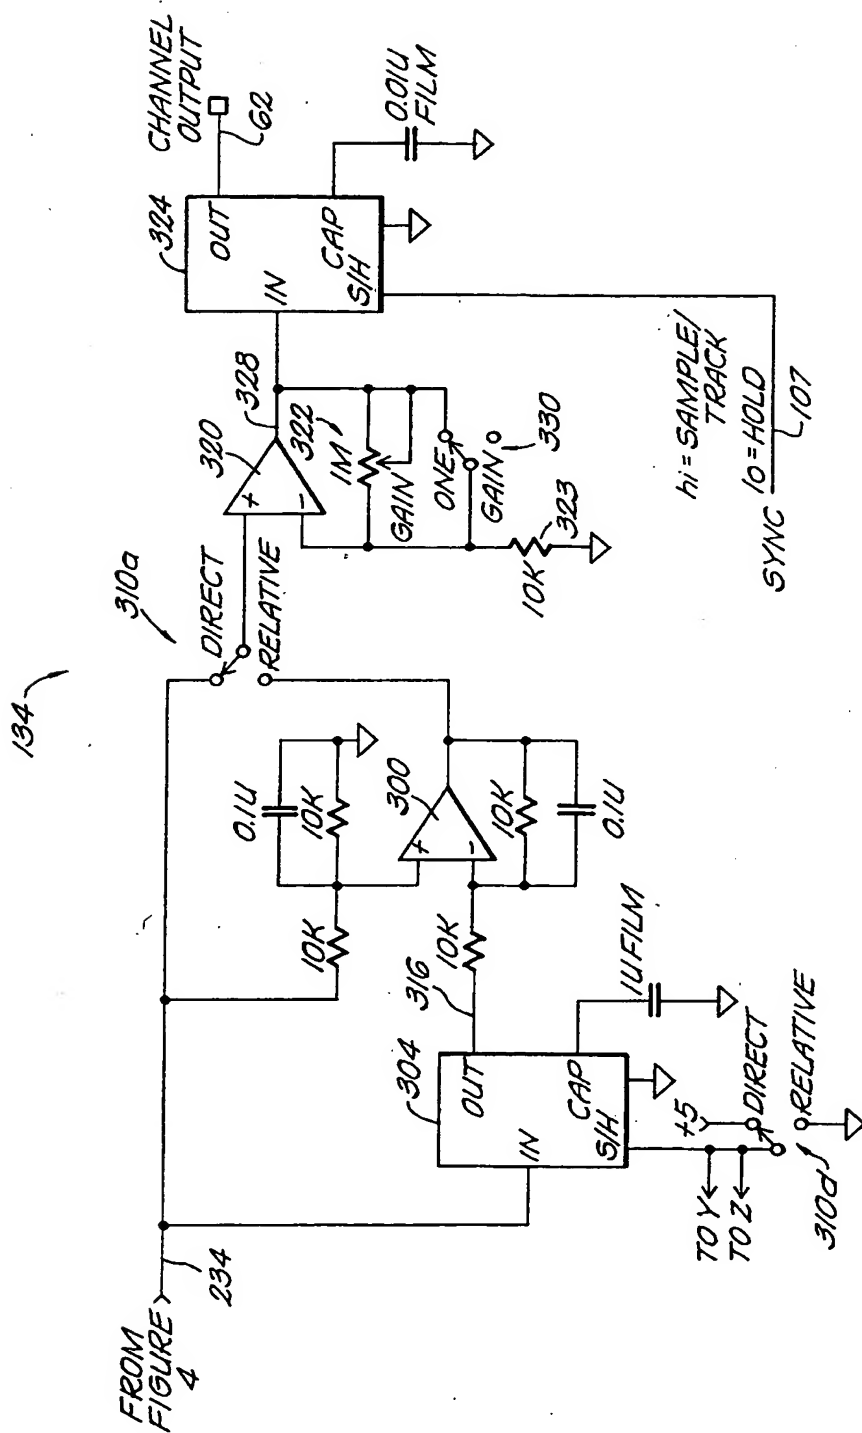 134
FROM
FIGURE
4
234
304
IN
OUT
CAP
S/H
316
10K
1U FILM
+5
DIRECT
RELATIVE
TO Y
TO Z
310d
10K
0.1U
10K
300
+
-
10K
0.1U
310a
DIRECT
RELATIVE
320
+
-
328
322
1M
GAIN
ONE
GAIN
330
323
10K
324
IN
OUT
CAP
S/H
CHANNEL
OUTPUT
62
0.01U
FILM
hi = SAMPLE/
TRACK
SYNC
lo = HOLD
107